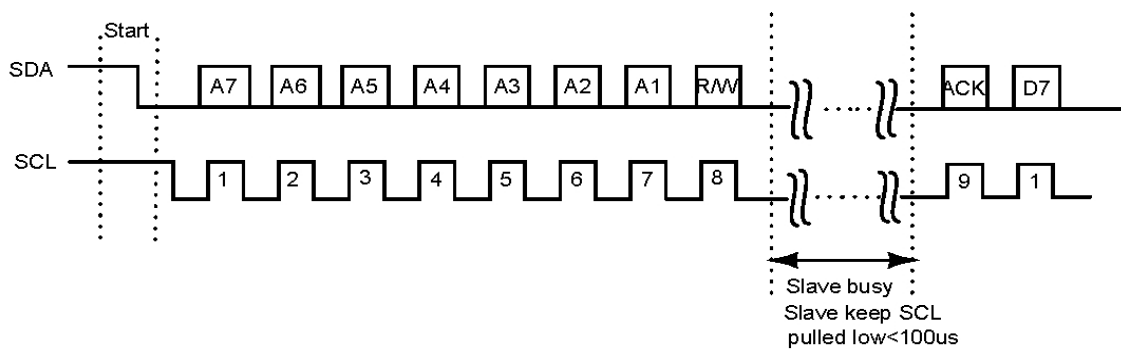 Start
SDA A7 A6 A5 A4 A3 A2 A1 R/W ACK D7
SCL 1 2 3 4 5 6 7 8 9 1
Slave busy
Slave keep SCL
pulled low<100us